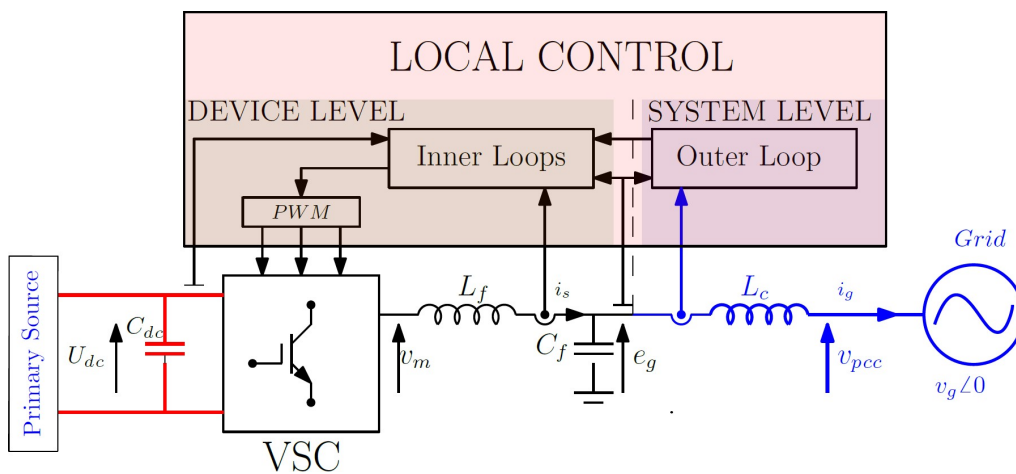 LOCAL CONTROL
DEVICE LEVEL
SYSTEM LEVEL
Inner Loops
Outer Loop
PWM
Primary Source
U_dc
C_dc
VSC
v_m
L_f
i_s
C_f
e_g
L_c
i_g
v_pcc
Grid
v_g∠0